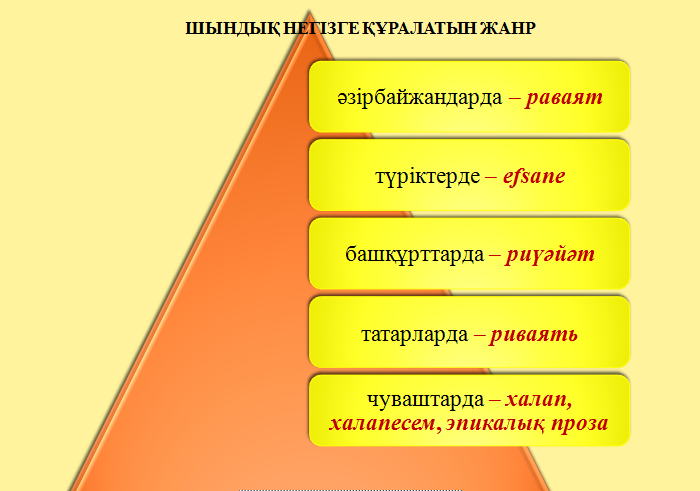 ШЫНДЫҚ НЕГІЗГЕ ҚҰРАЛАТЫН ЖАНР
әзірбайжандарда – раваят
түріктерде – efsane
башқұрттарда – риүәйәт
татарларда – риваять
чуваштарда – халап,
халапесем, эпикалық проза